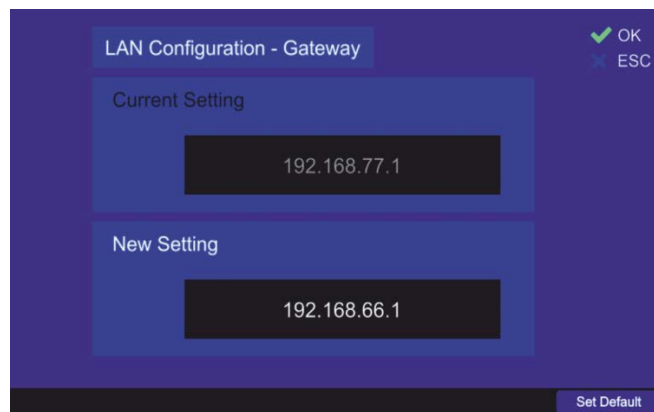 LAN Configuration - Gateway
OK
ESC
Current Setting
192.168.77.1
New Setting
192.168.66.1
Set Default